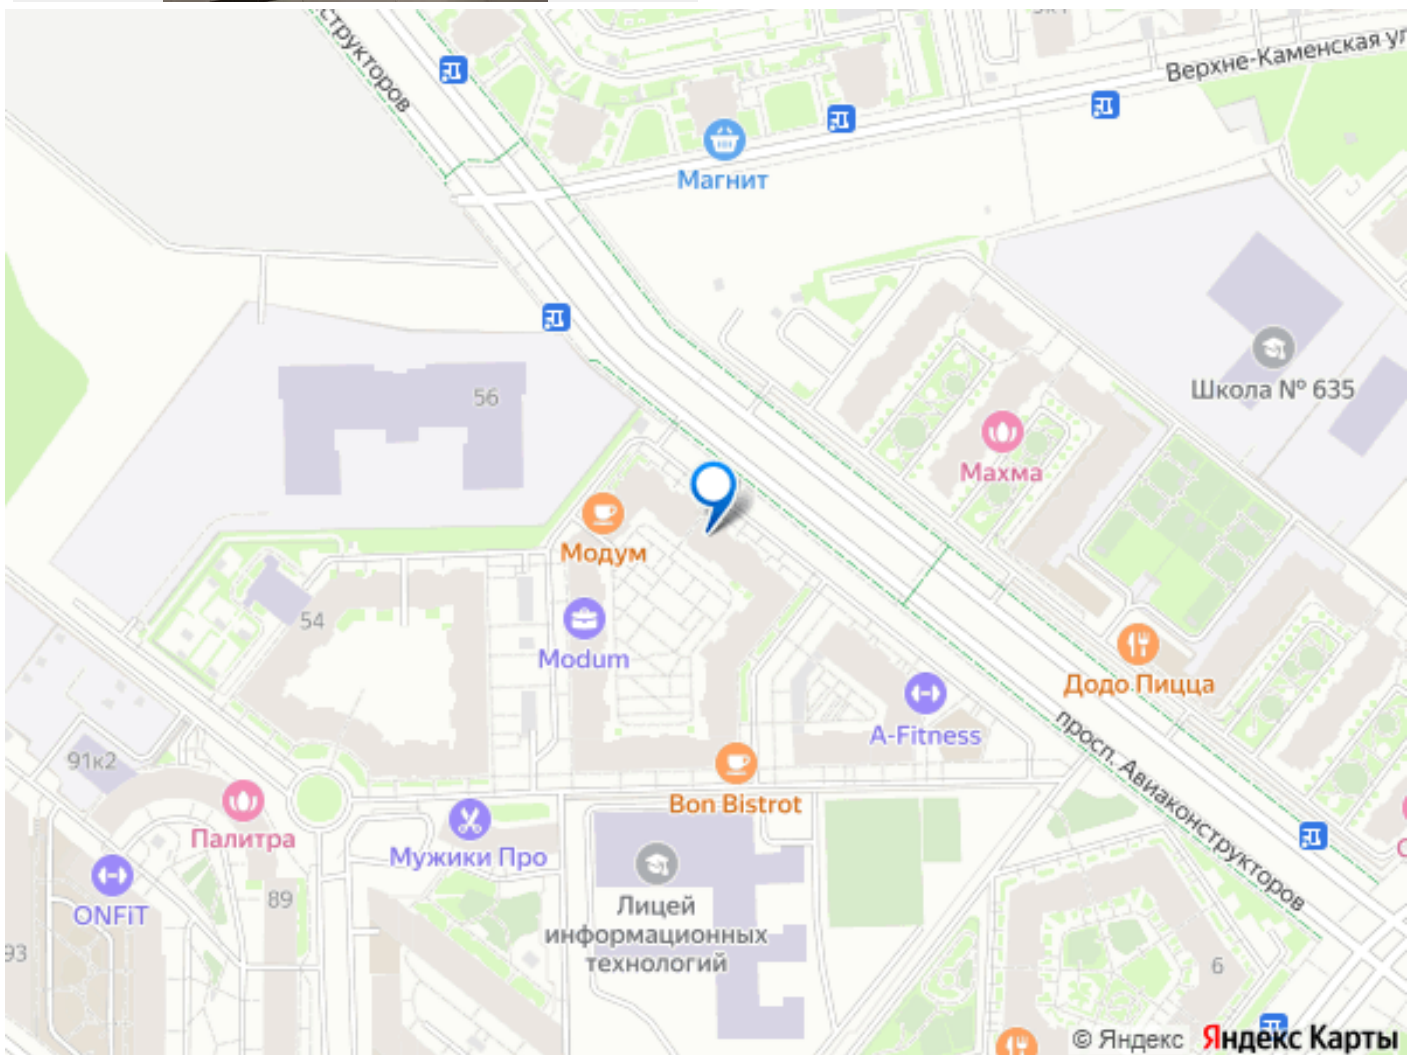 Верхне-Каменская ул
Магнит
56
Школа № 635
Махма
Модум
54
Modum
Додо Пицца
A-Fitness
просп. Авиаконструкторов
91к2
Bon Bistrot
Палитра
Мужики Про
ONFiT
89
Лицей
информационных
технологий
93
6
© Яндекс Яндекс Карты